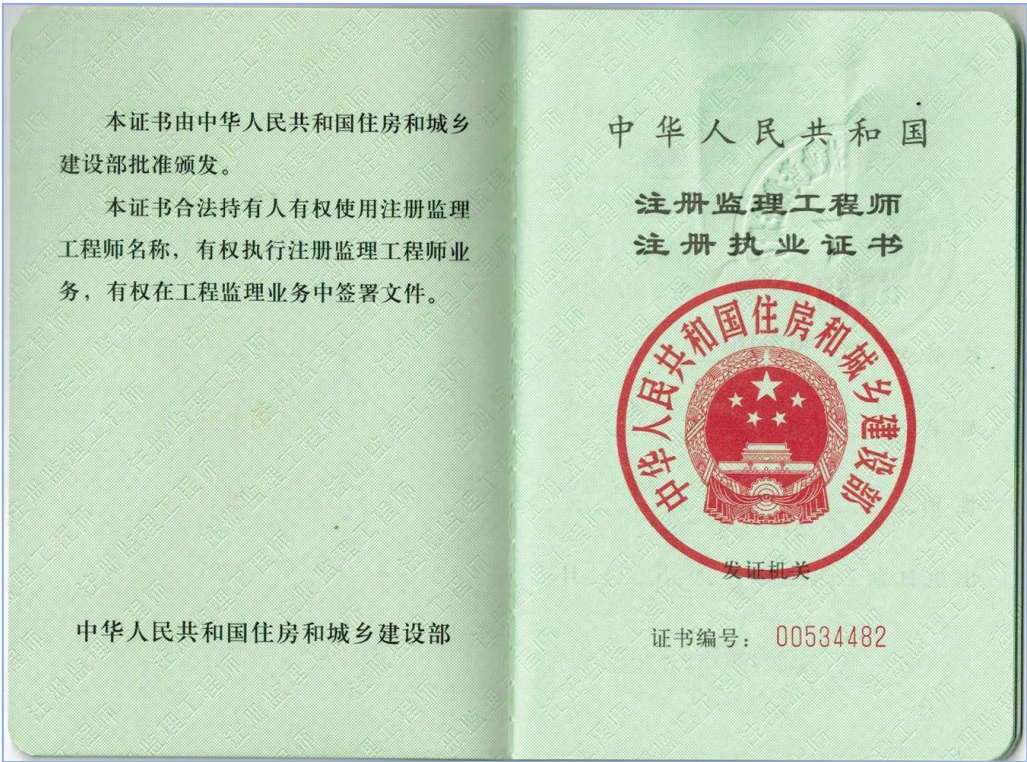 本证书由中华人民共和国住房和城乡
建设部批准颁发。
本证书合法持有人有权使用注册监理
工程师名称，有权执行注册监理工程师业
务，有权在工程监理业务中签署文件。
中华人民共和国住房和城乡建设部
中华人民共和国
注册监理工程师
注册执业证书
中华人民共和国住房和城乡建设部
发证机关
证书编号： 00534482